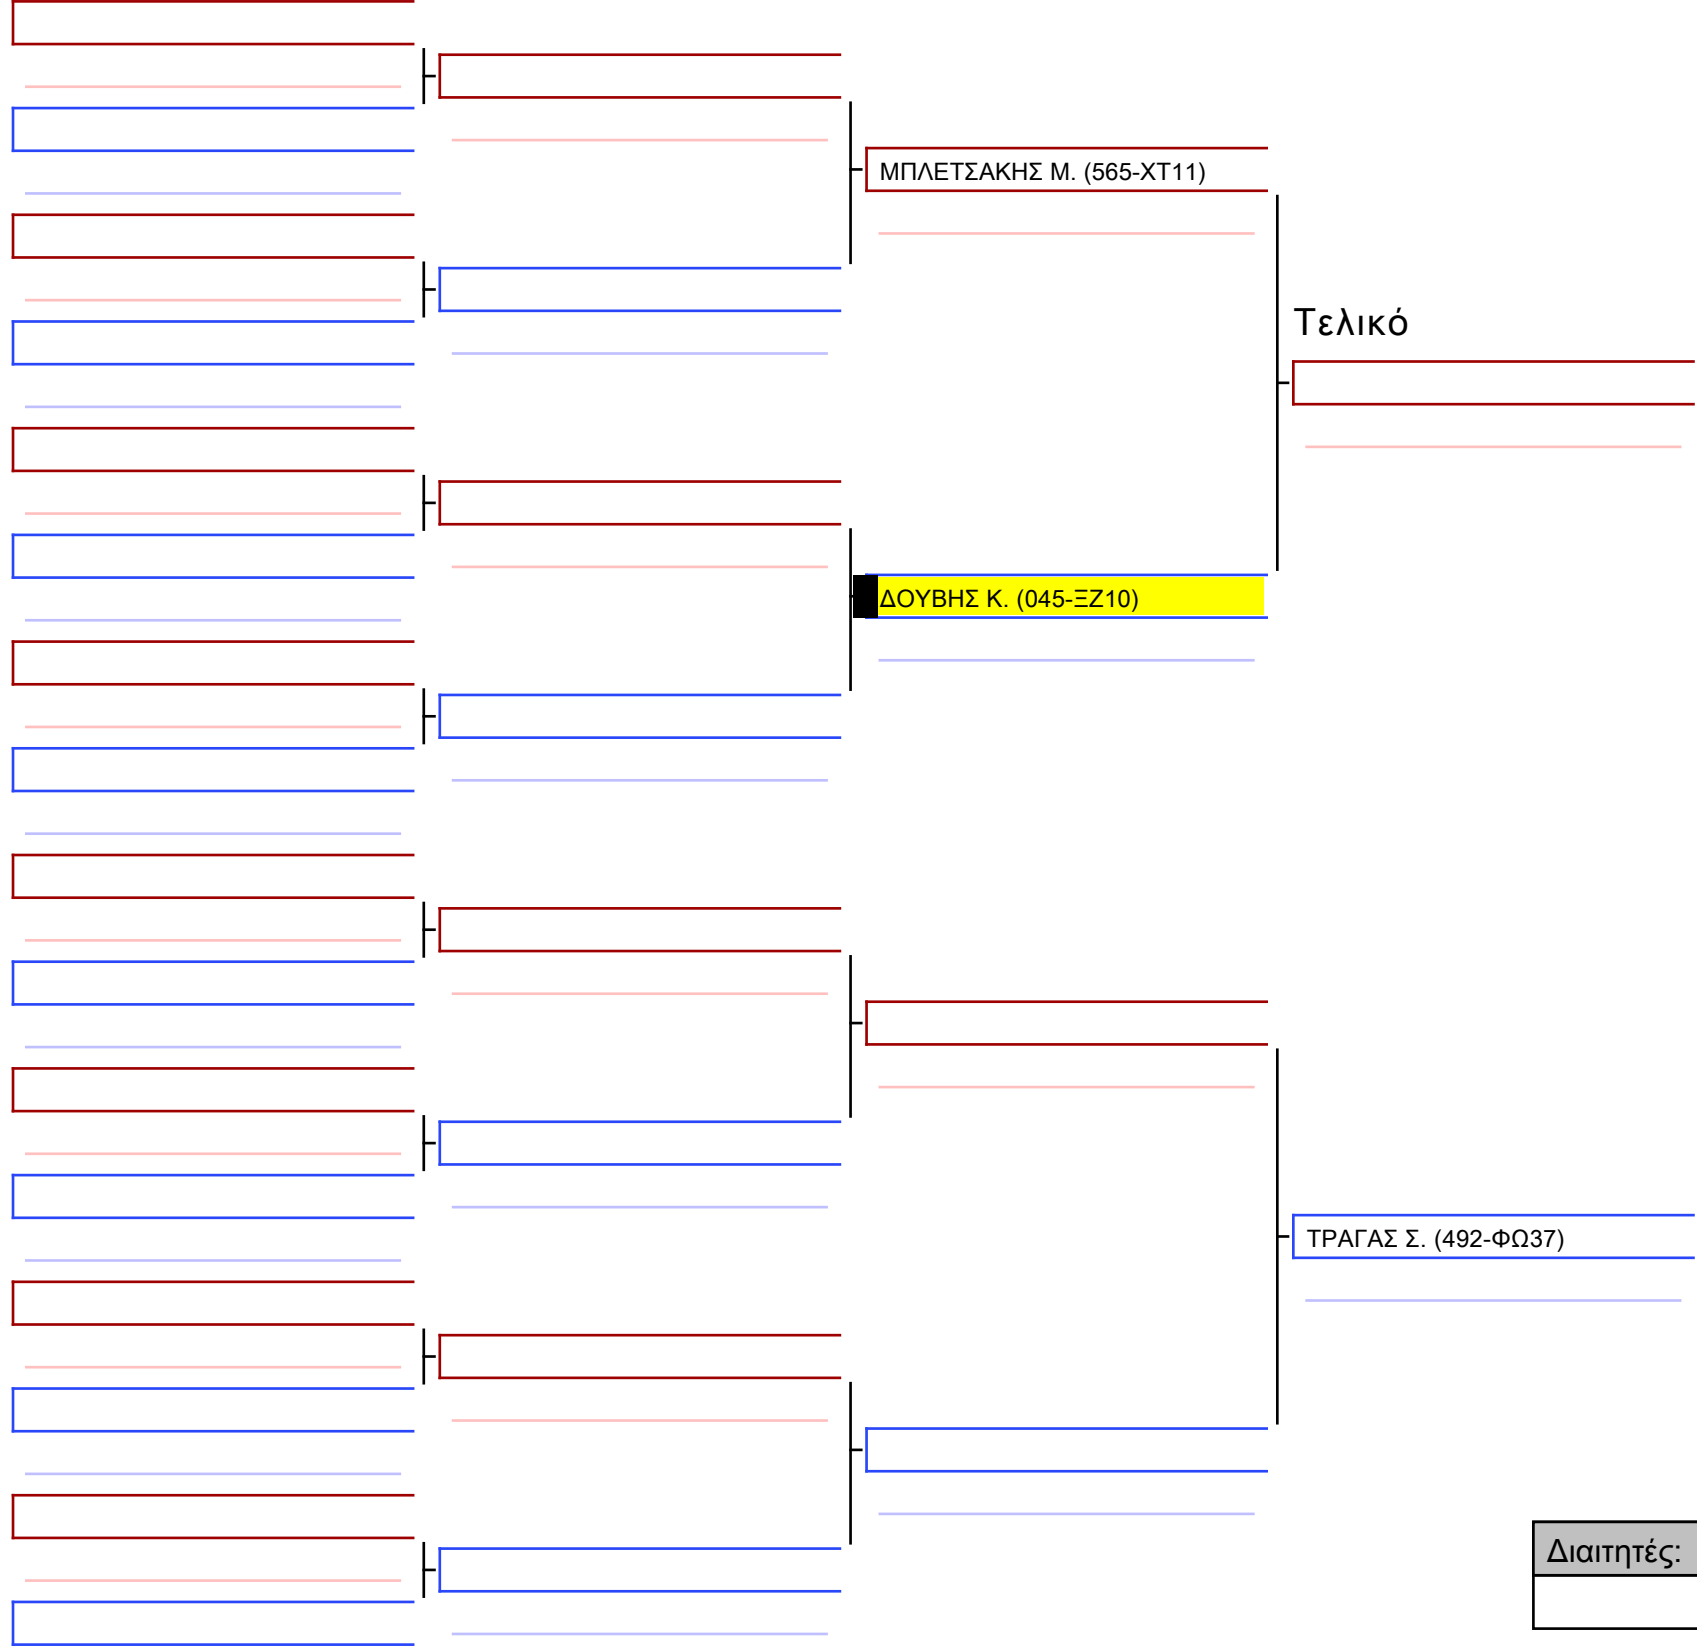 ΜΠΛΕΤΣΑΚΗΣ Μ. (565-ΧΤ11)
Τελικό
ΔΟΥΒΗΣ Κ. (045-ΞΖ10)
ΤΡΑΓΑΣ Σ. (492-ΦΩ37)
Διαιτητές: